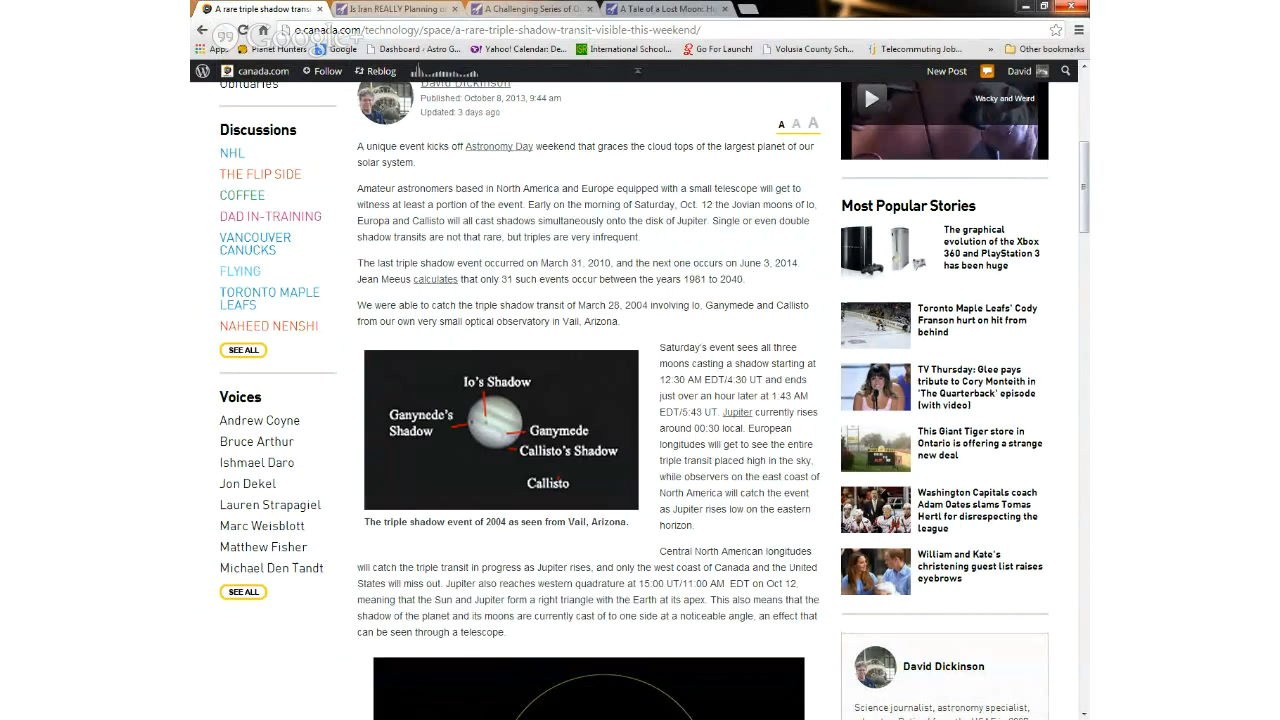 A rare triple shadow trans
Is Iran REALLY Planning o
A Challenging Series of O
A Tale of a Lost Moon: Hu
o.canada.com/technology/space/a-rare-triple-shadow-transit-visible-this-weekend/
Apps
Planet Hunters
Google
Dashboard ‹ Astro G...
Yahoo! Calendar: De...
International School...
Go For Launch!
Volusia County Sch...
Telecommuting Job...
»
Other bookmarks
canada.com
Follow
Reblog
New Post
David
Obituaries
Discussions
NHL
THE FLIP SIDE
COFFEE
DAD IN-TRAINING
VANCOUVER
CANUCKS
FLYING
TORONTO MAPLE
LEAFS
NAHEED NENSHI
SEE ALL
Voices
Andrew Coyne
Bruce Arthur
Ishmael Daro
Jon Dekel
Lauren Strapagiel
Marc Weisblott
Matthew Fisher
Michael Den Tandt
SEE ALL
David Dickinson
Published: October 8, 2013, 9:44 am
Updated: 3 days ago
A A A
A unique event kicks off Astronomy Day weekend that graces the cloud tops of the largest planet of our
solar system.
Amateur astronomers based in North America and Europe equipped with a small telescope will get to
witness at least a portion of the event. Early on the morning of Saturday, Oct. 12 the Jovian moons of Io,
Europa and Callisto will all cast shadows simultaneously onto the disk of Jupiter. Single or even double
shadow transits are not that rare, but triples are very infrequent.
The last triple shadow event occurred on March 31, 2010, and the next one occurs on June 3, 2014.
Jean Meeus calculates that only 31 such events occur between the years 1981 to 2040.
We were able to catch the triple shadow transit of March 28, 2004 involving Io, Ganymede and Callisto
from our own very small optical observatory in Vail, Arizona.
Io's Shadow
Ganynede's
Shadow
Ganymede
Callisto's Shadow
Callisto
The triple shadow event of 2004 as seen from Vail, Arizona.
Saturday's event sees all three
moons casting a shadow starting at
12:30 AM EDT/4:30 UT and ends
just over an hour later at 1:43 AM
EDT/5:43 UT. Jupiter currently rises
around 00:30 local. European
longitudes will get to see the entire
triple transit placed high in the sky,
while observers on the east coast of
North America will catch the event
as Jupiter rises low on the eastern
horizon.
Central North American longitudes
will catch the triple transit in progress as Jupiter rises, and only the west coast of Canada and the United
States will miss out. Jupiter also reaches western quadrature at 15:00 UT/11:00 AM EDT on Oct 12,
meaning that the Sun and Jupiter form a right triangle with the Earth at its apex. This also means that the
shadow of the planet and its moons are currently cast of to one side at a noticeable angle, an effect that
can be seen through a telescope.
Wacky and Weird
Most Popular Stories
The graphical
evolution of the Xbox
360 and PlayStation 3
has been huge
Toronto Maple Leafs' Cody
Franson hurt on hit from
behind
TV Thursday: Glee pays
tribute to Cory Monteith in
'The Quarterback' episode
(with video)
This Giant Tiger store in
Ontario is offering a strange
new deal
Washington Capitals coach
Adam Oates slams Tomas
Hertl for disrespecting the
league
William and Kate's
christening guest list raises
eyebrows
David Dickinson
Science journalist, astronomy specialist,